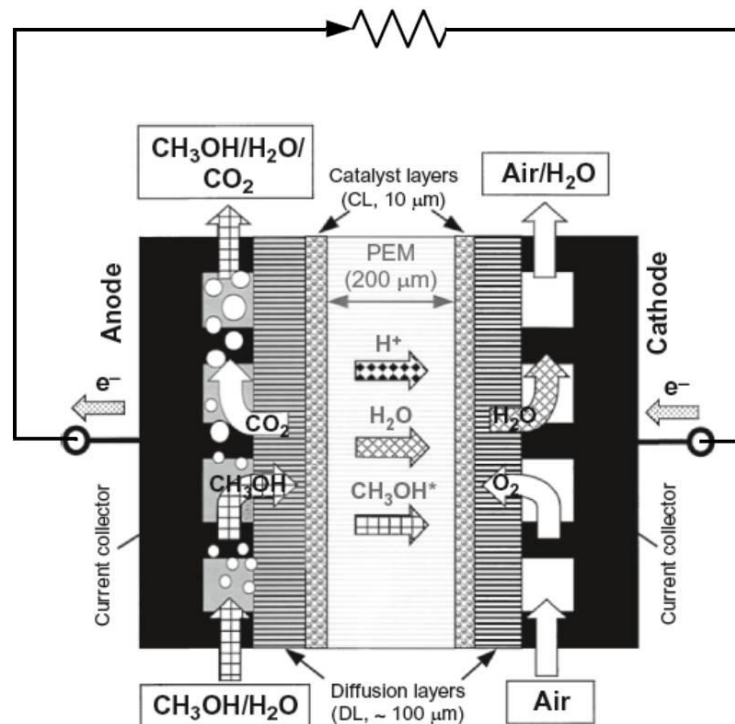 CH₃OH/H₂O/
CO₂
Catalyst layers
(CL, 10 μm)
Air/H₂O
PEM
(200 μm)
Anode
Cathode
H⁺
e⁻
e⁻
H₂O
CO₂
H₂O
CH₃OH
CH₃OH*
O₂
Current collector
Current collector
CH₃OH/H₂O
Diffusion layers
(DL, ~ 100 μm)
Air